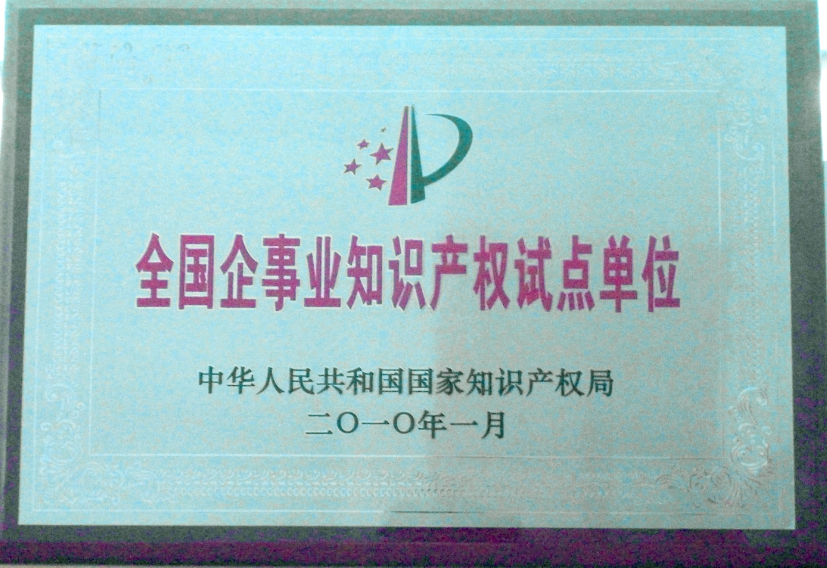 全国企事业知识产权试点单位
中华人民共和国国家知识产权局
二〇一〇年一月